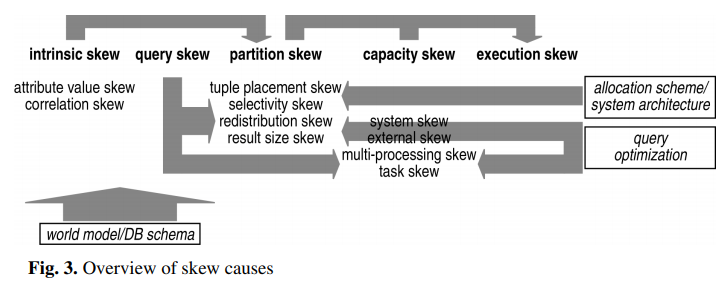 intrinsic skew query skew partition skew capacity skew execution skew
attribute value skew
correlation skew
tuple placement skew
selectivity skew
redistribution skew
result size skew
system skew
external skew
multi-processing skew
task skew
allocation scheme/
system architecture
query
optimization
world model/DB schema
Fig. 3. Overview of skew causes